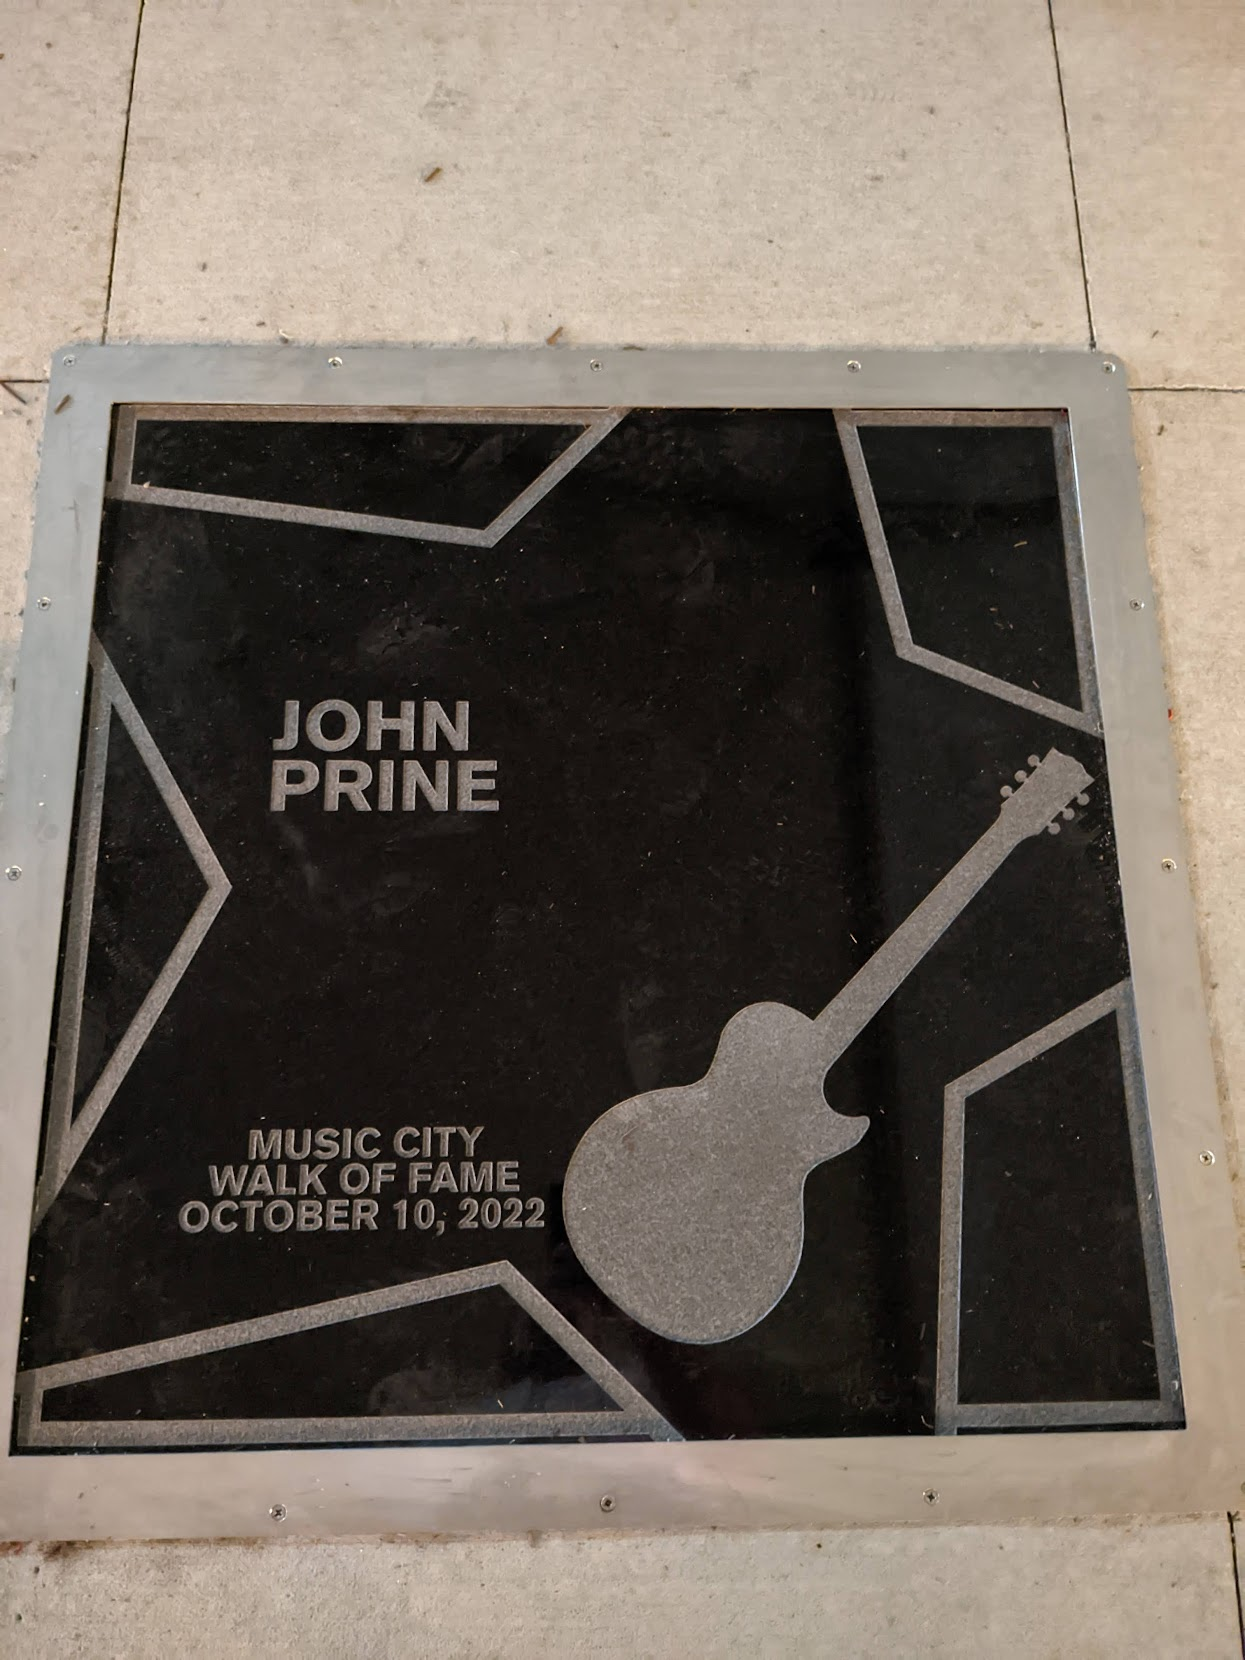 JOHN
PRINE
MUSIC CITY
WALK OF FAME
OCTOBER 10, 2022